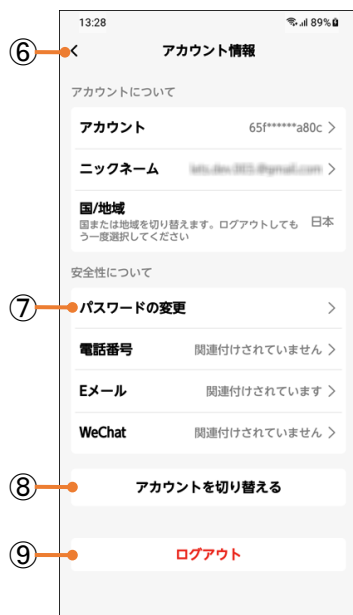 13:28 89%
⑥
アカウント情報
アカウントについて
アカウント 65f******a80c
ニックネーム
国/地域
国または地域を切り替えます。ログアウトしても 日本
う一度選択してください
安全性について
⑦
パスワードの変更
電話番号 関連付けされていません
Eメール 関連付けされています
WeChat 関連付けされていません
⑧
アカウントを切り替える
⑨
ログアウト